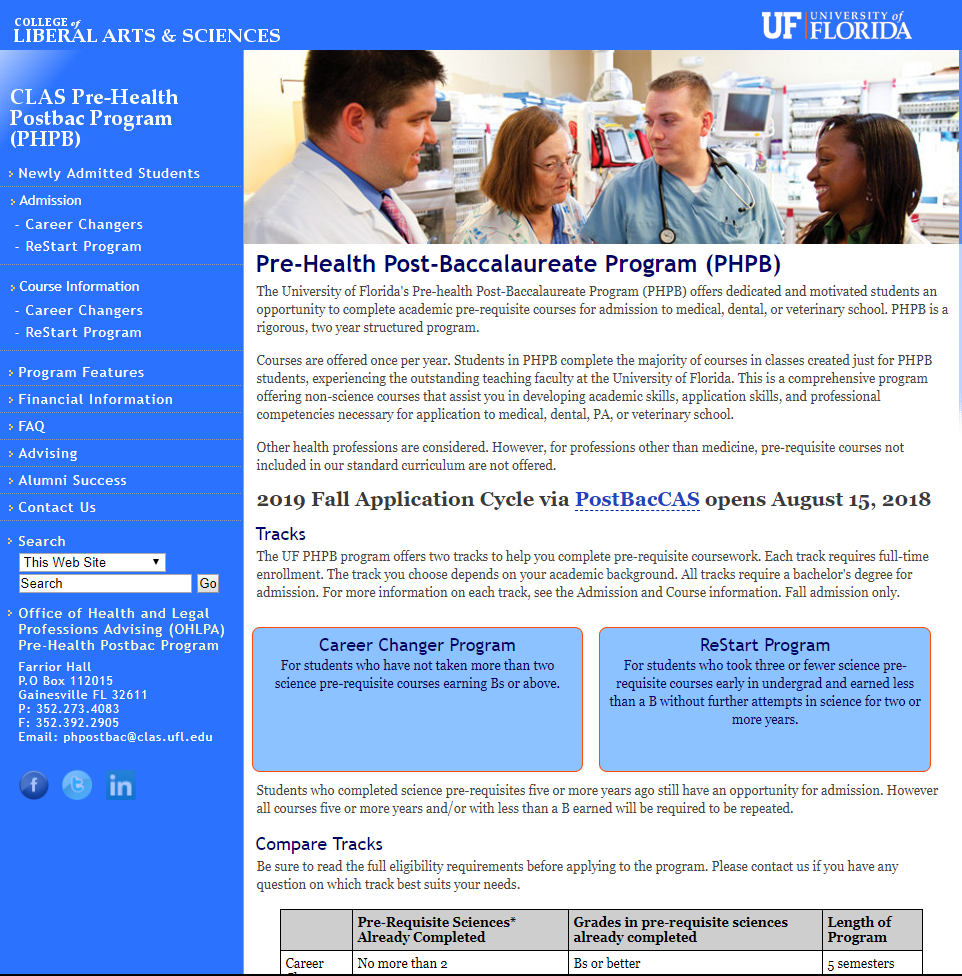 COLLEGE of
LIBERAL ARTS & SCIENCES
UF UNIVERSITY of
FLORIDA
CLAS Pre-Health
Postbac Program
(PHPB)
Newly Admitted Students
Admission
- Career Changers
- ReStart Program
Course Information
- Career Changers
- ReStart Program
Program Features
Financial Information
FAQ
Advising
Alumni Success
Contact Us
Search
This Web Site
Search Go
Office of Health and Legal
Professions Advising (OHLPA)
Pre-Health Postbac Program
Farrior Hall
P.O Box 112015
Gainesville FL 32611
P: 352.273.4083
F: 352.392.2905
Email: phpostbac@clas.ufl.edu
Pre-Health Post-Baccalaureate Program (PHPB)
The University of Florida's Pre-health Post-Baccalaureate Program (PHPB) offers dedicated and motivated students an
opportunity to complete academic pre-requisite courses for admission to medical, dental, or veterinary school. PHPB is a
rigorous, two year structured program.
Courses are offered once per year. Students in PHPB complete the majority of courses in classes created just for PHPB
students, experiencing the outstanding teaching faculty at the University of Florida. This is a comprehensive program
offering non-science courses that assist you in developing academic skills, application skills, and professional
competencies necessary for application to medical, dental, PA, or veterinary school.
Other health professions are considered. However, for professions other than medicine, pre-requisite courses not
included in our standard curriculum are not offered.
2019 Fall Application Cycle via PostBacCAS opens August 15, 2018
Tracks
The UF PHPB program offers two tracks to help you complete pre-requisite coursework. Each track requires full-time
enrollment. The track you choose depends on your academic background. All tracks require a bachelor's degree for
admission. For more information on each track, see the Admission and Course information. Fall admission only.
Career Changer Program
For students who have not taken more than two
science pre-requisite courses earning Bs or above.
ReStart Program
For students who took three or fewer science pre-
requisite courses early in undergrad and earned less
than a B without further attempts in science for two or
more years.
Students who completed science pre-requisites five or more years ago still have an opportunity for admission. However
all courses five or more years and/or with less than a B earned will be required to be repeated.
Compare Tracks
Be sure to read the full eligibility requirements before applying to the program. Please contact us if you have any
question on which track best suits your needs.
Pre-Requisite Sciences* Grades in pre-requisite sciences Length of
Already Completed already completed Program
Career No more than 2 Bs or better 5 semesters